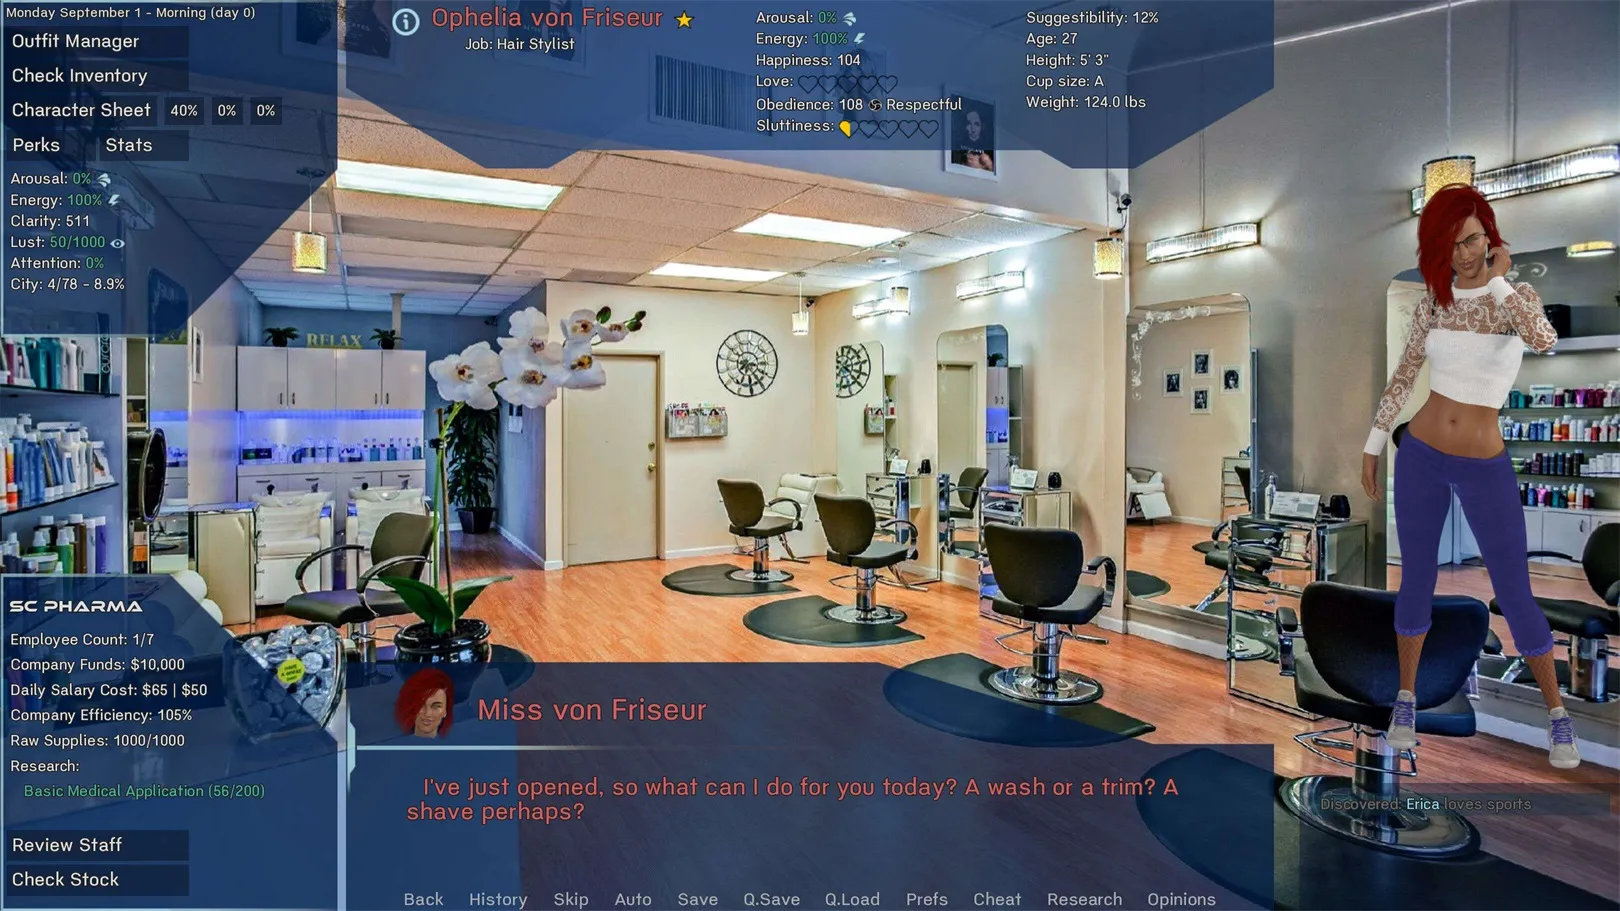 Monday September 1 - Morning (day 0)
Outfit Manager
Check Inventory
Character Sheet 40% 0% 0%
Perks Stats
Arousal: 0%
Energy: 100%
Clarity: 511
Lust: 50/1000
Attention: 0%
City: 4/78 - 8.9%
Ophelia von Friseur
Job: Hair Stylist
Arousal: 0%
Energy: 100%
Happiness: 104
Love:
Obedience: 108 Respectful
Sluttiness:
Suggestibility: 12%
Age: 27
Height: 5' 3"
Cup size: A
Weight: 124.0 lbs
RELAX
SC PHARMA
Employee Count: 1/7
Company Funds: $10,000
Daily Salary Cost: $65 | $50
Company Efficiency: 105%
Raw Supplies: 1000/1000
Research:
Basic Medical Application (56/200)
Review Staff
Check Stock
Miss von Friseur
I've just opened, so what can I do for you today? A wash or a trim? A
shave perhaps?
Discovered: Erica loves sports
Back History Skip Auto Save Q.Save Q.Load Prefs Cheat Research Opinions